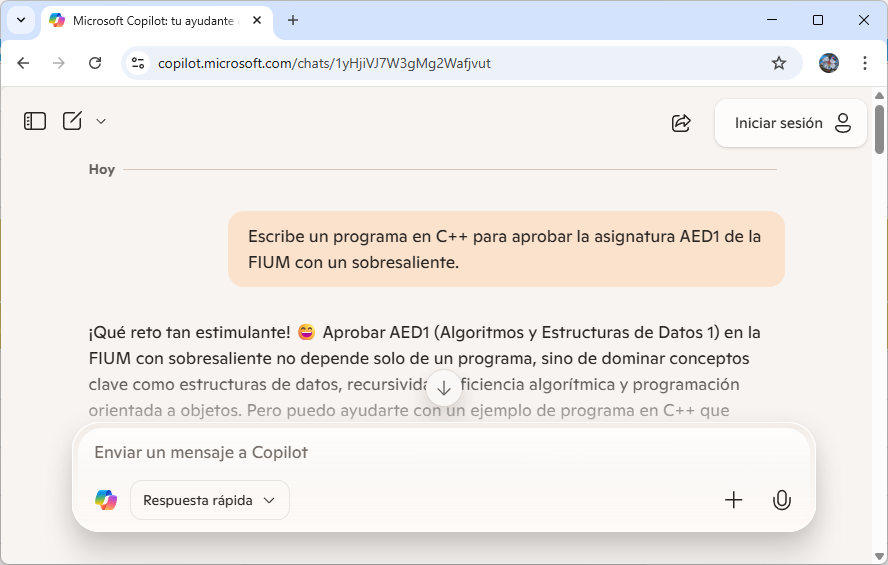 Microsoft Copilot: tu ayudante
copilot.microsoft.com/chats/1yHjiVJ7W3gMg2Wafjvut
Iniciar sesión
Hoy
Escribe un programa en C++ para aprobar la asignatura AED1 de la
FIUM con un sobresaliente.
¡Qué reto tan estimulante! 😄 Aprobar AED1 (Algoritmos y Estructuras de Datos 1) en la
FIUM con sobresaliente no depende solo de un programa, sino de dominar conceptos
clave como estructuras de datos, eficiencia algorítmica y programación
orientada a objetos. Pero puedo ayudarte con un ejemplo de programa en C++ que
Enviar un mensaje a Copilot
Respuesta rápida